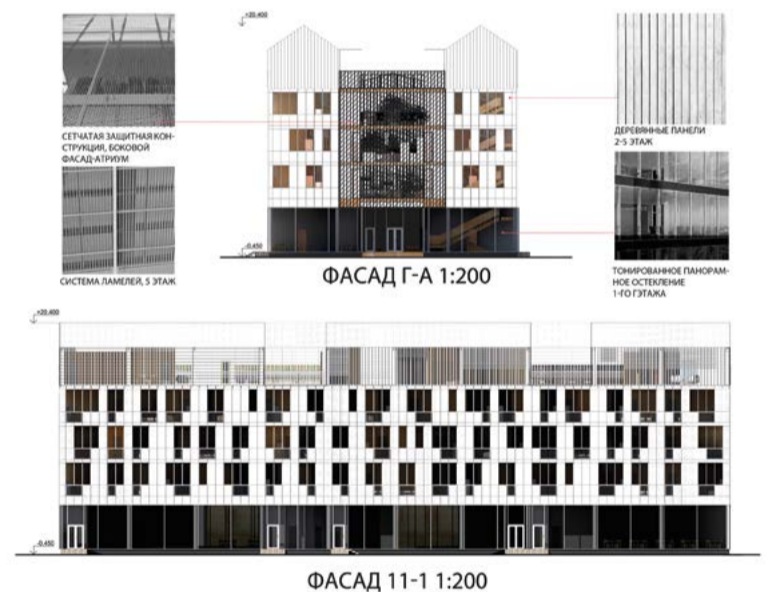 +20.400
СЕТЧАТАЯ ЗАЩИТНАЯ КОН-
СТРУКЦИЯ, БОКОВОЙ
ФАСАД-АТРИУМ
ДЕРЕВЯННЫЕ ПАНЕЛИ
2-5 ЭТАЖ
-0.450
СИСТЕМА ЛАМЕЛЕЙ, 5 ЭТАЖ
ФАСАД Г-А 1:200
ТОНИРОВАННОЕ ПАНОРАМ-
НОЕ ОСТЕКЛЕНИЕ
1-ГО ГЭТАЖА
+20.400
-0.450
ФАСАД 11-1 1:200